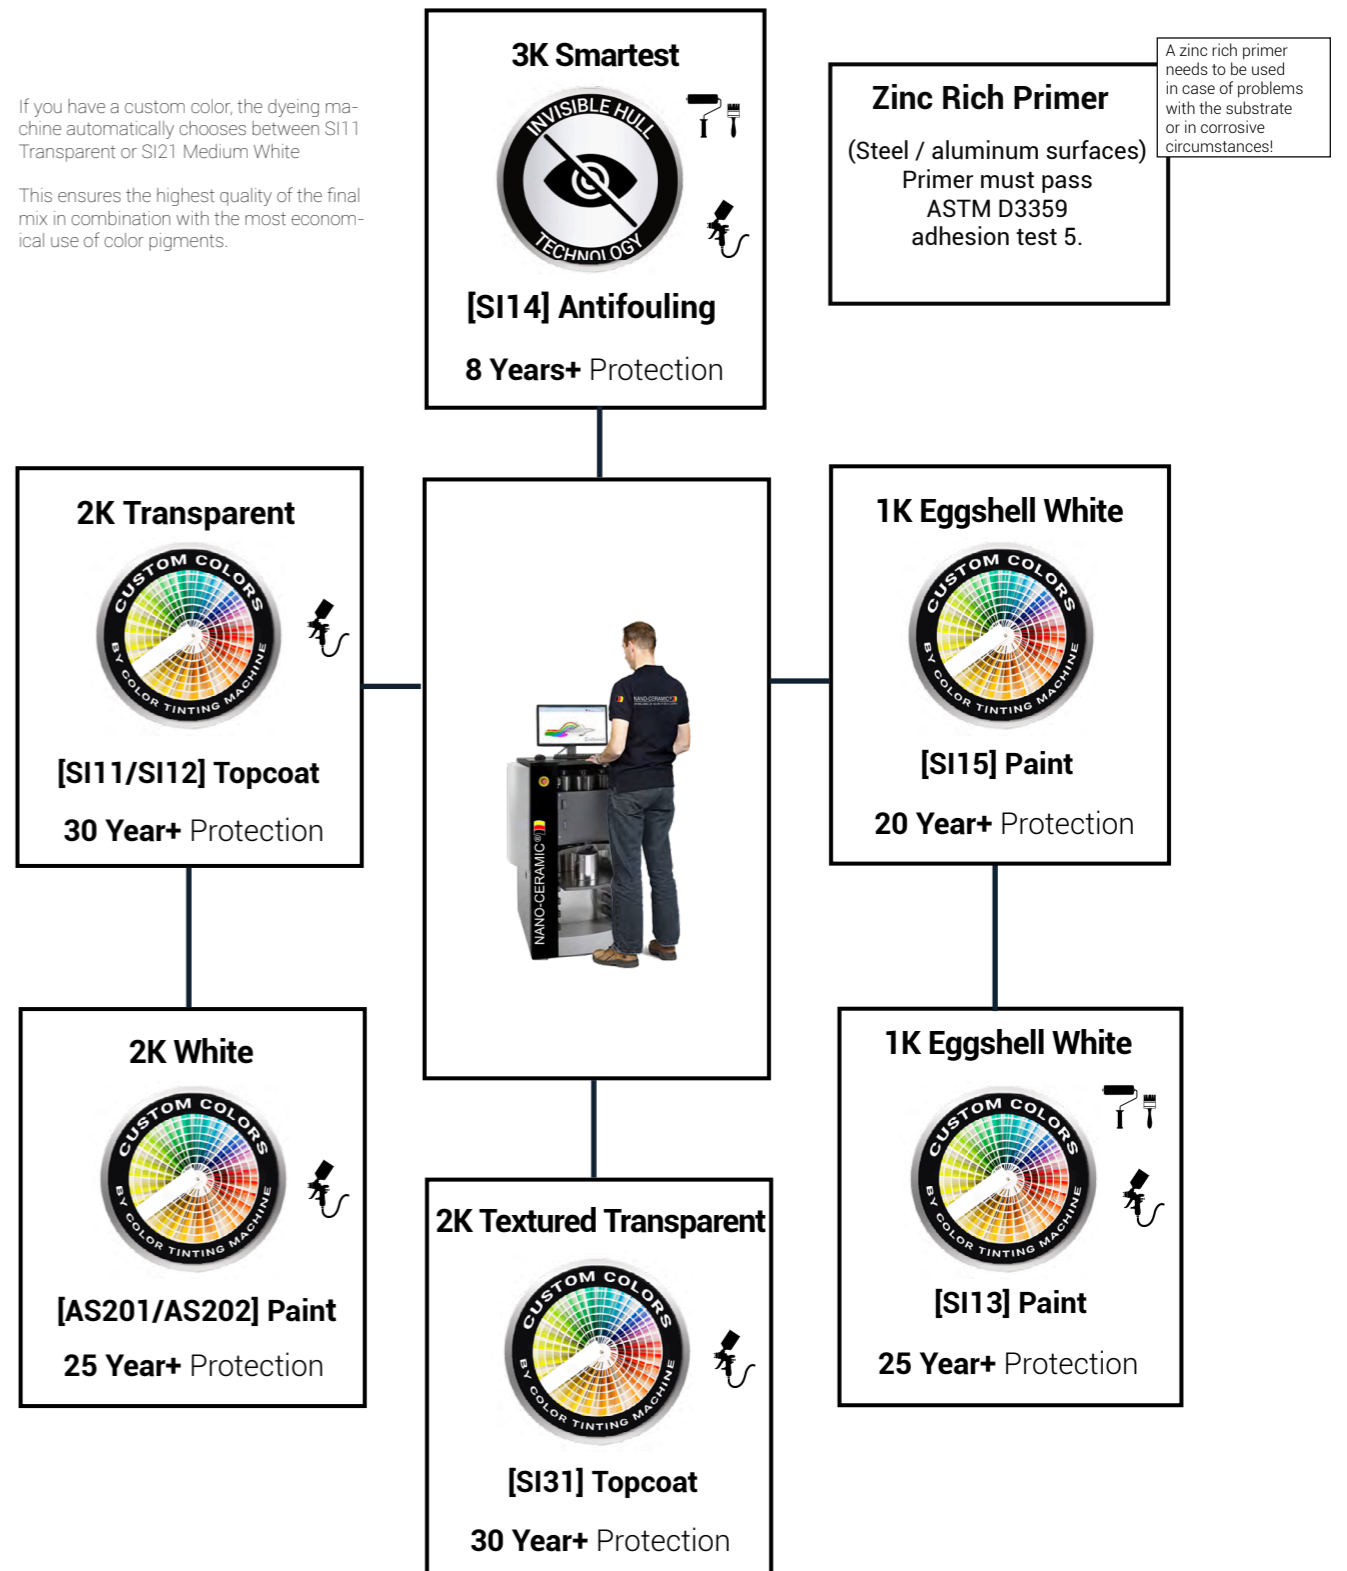 If you have a custom color, the dyeing ma-
chine automatically chooses between SI11
Transparent or SI21 Medium White
This ensures the highest quality of the final
mix in combination with the most econom-
ical use of color pigments.
3K Smartest
INVISIBLE HULL
TECHNOLOGY
[SI14] Antifouling
8 Years+ Protection
Zinc Rich Primer
(Steel / aluminum surfaces)
Primer must pass
ASTM D3359
adhesion test 5.
A zinc rich primer
needs to be used
in case of problems
with the substrate
or in corrosive
circumstances!
2K Transparent
CUSTOM COLORS
BY COLOR TINTING MACHINE
[SI11/SI12] Topcoat
30 Year+ Protection
NANO-CERAMIC®
NANO-CERAMIC®
1K Eggshell White
CUSTOM COLORS
BY COLOR TINTING MACHINE
[SI15] Paint
20 Year+ Protection
2K White
CUSTOM COLORS
BY COLOR TINTING MACHINE
[AS201/AS202] Paint
25 Year+ Protection
2K Textured Transparent
CUSTOM COLORS
BY COLOR TINTING MACHINE
[SI31] Topcoat
30 Year+ Protection
1K Eggshell White
CUSTOM COLORS
BY COLOR TINTING MACHINE
[SI13] Paint
25 Year+ Protection